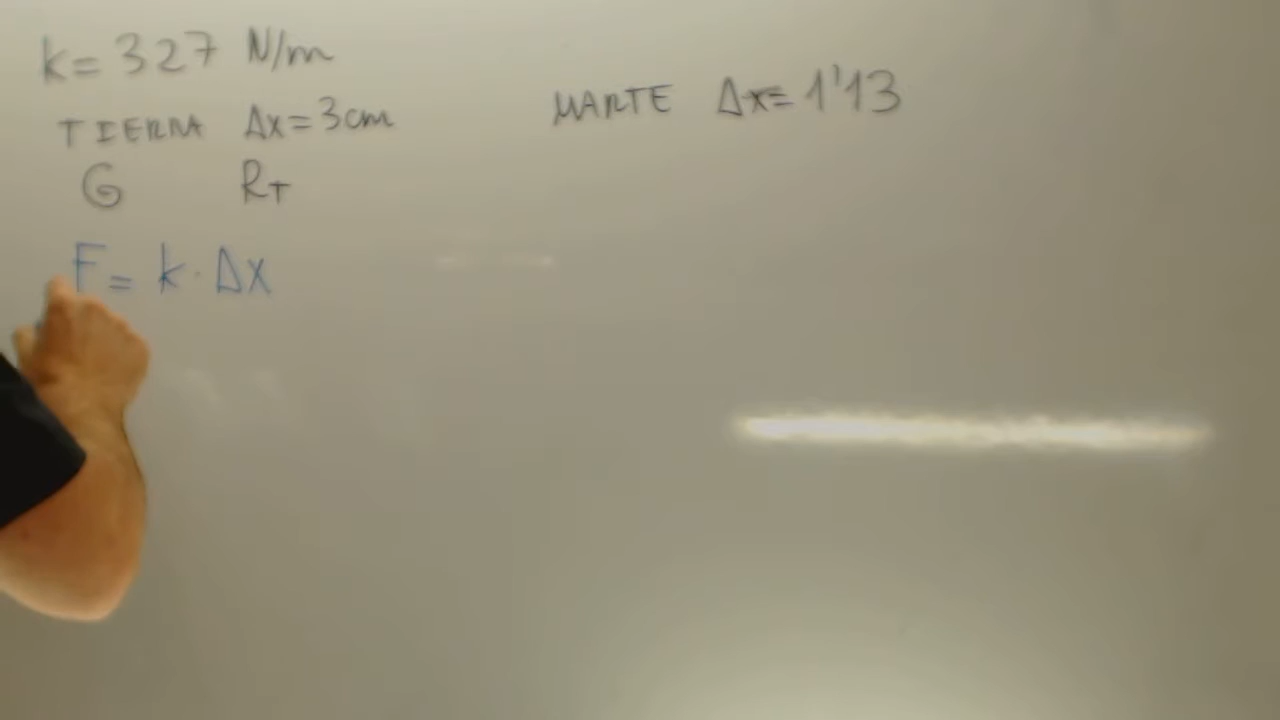 k = 327 N/m
TIERRA Δx = 3cm
MARTE Δx = 1'13
G R_T
F = k · Δx